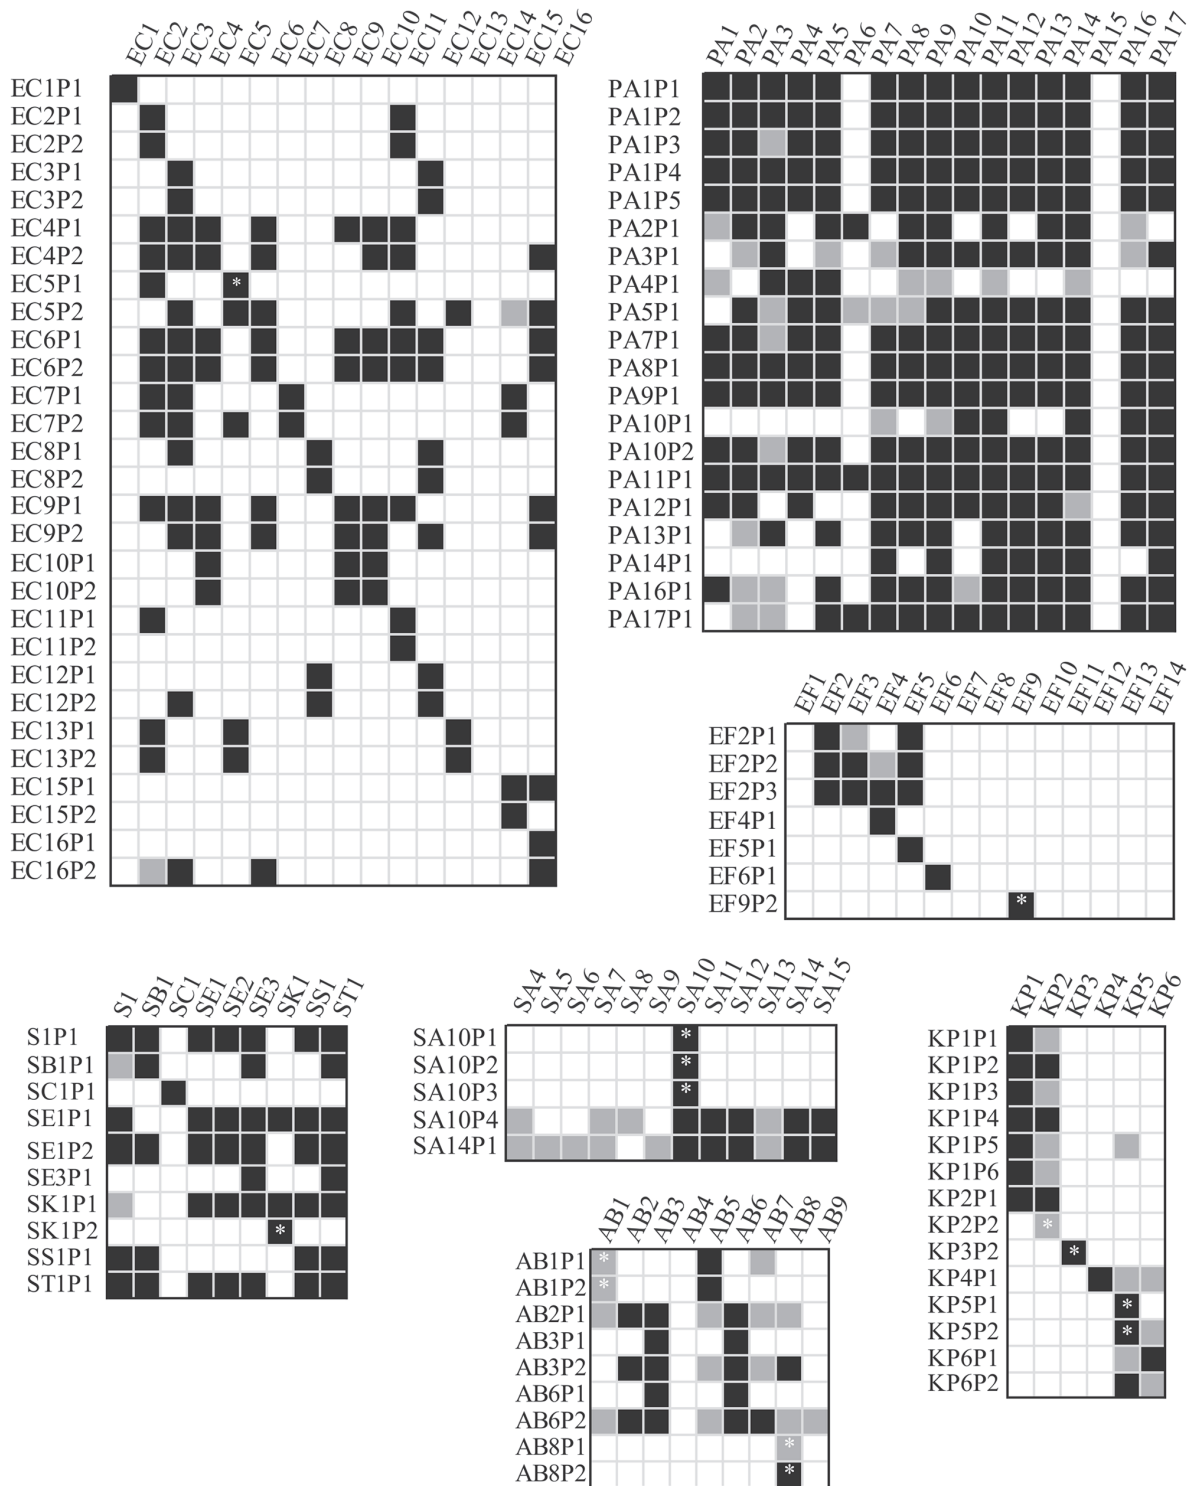 EC1 EC2 EC3 EC4 EC5 EC6 EC7 EC8 EC9 EC10 EC11 EC12 EC13 EC14 EC15 EC16
EC1P1
EC2P1
EC2P2
EC3P1
EC3P2
EC4P1
EC4P2
EC5P1 *
EC5P2
EC6P1
EC6P2
EC7P1
EC7P2
EC8P1
EC8P2
EC9P1
EC9P2
EC10P1
EC10P2
EC11P1
EC11P2
EC12P1
EC12P2
EC13P1
EC13P2
EC15P1
EC15P2
EC16P1
EC16P2
PA1 PA2 PA3 PA4 PA5 PA6 PA7 PA8 PA9 PA10 PA11 PA12 PA13 PA14 PA15 PA16 PA17
PA1P1
PA1P2
PA1P3
PA1P4
PA1P5
PA2P1
PA3P1
PA4P1
PA5P1
PA7P1
PA8P1
PA9P1
PA10P1
PA10P2
PA11P1
PA12P1
PA13P1
PA14P1
PA16P1
PA17P1
EF1 EF2 EF3 EF4 EF5 EF6 EF7 EF8 EF9 EF10 EF11 EF12 EF13 EF14
EF2P1
EF2P2
EF2P3
EF4P1
EF5P1
EF6P1
EF9P2 *
S1 SB1 SC1 SE1 SE2 SE3 SK1 SS1 ST1
S1P1
SB1P1
SC1P1
SE1P1
SE1P2
SE3P1
SK1P1
SK1P2 *
SS1P1
ST1P1
SA4 SA5 SA6 SA7 SA8 SA9 SA10 SA11 SA12 SA13 SA14 SA15
SA10P1 *
SA10P2 *
SA10P3 *
SA10P4
SA14P1
AB1 AB2 AB3 AB4 AB5 AB6 AB7 AB8 AB9
AB1P1 *
AB1P2 *
AB2P1
AB3P1
AB3P2
AB6P1
AB6P2
AB8P1 *
AB8P2 *
KP1 KP2 KP3 KP4 KP5 KP6
KP1P1
KP1P2
KP1P3
KP1P4
KP1P5
KP1P6
KP2P1
KP2P2 *
KP3P2 *
KP4P1
KP5P1 *
KP5P2 *
KP6P1
KP6P2